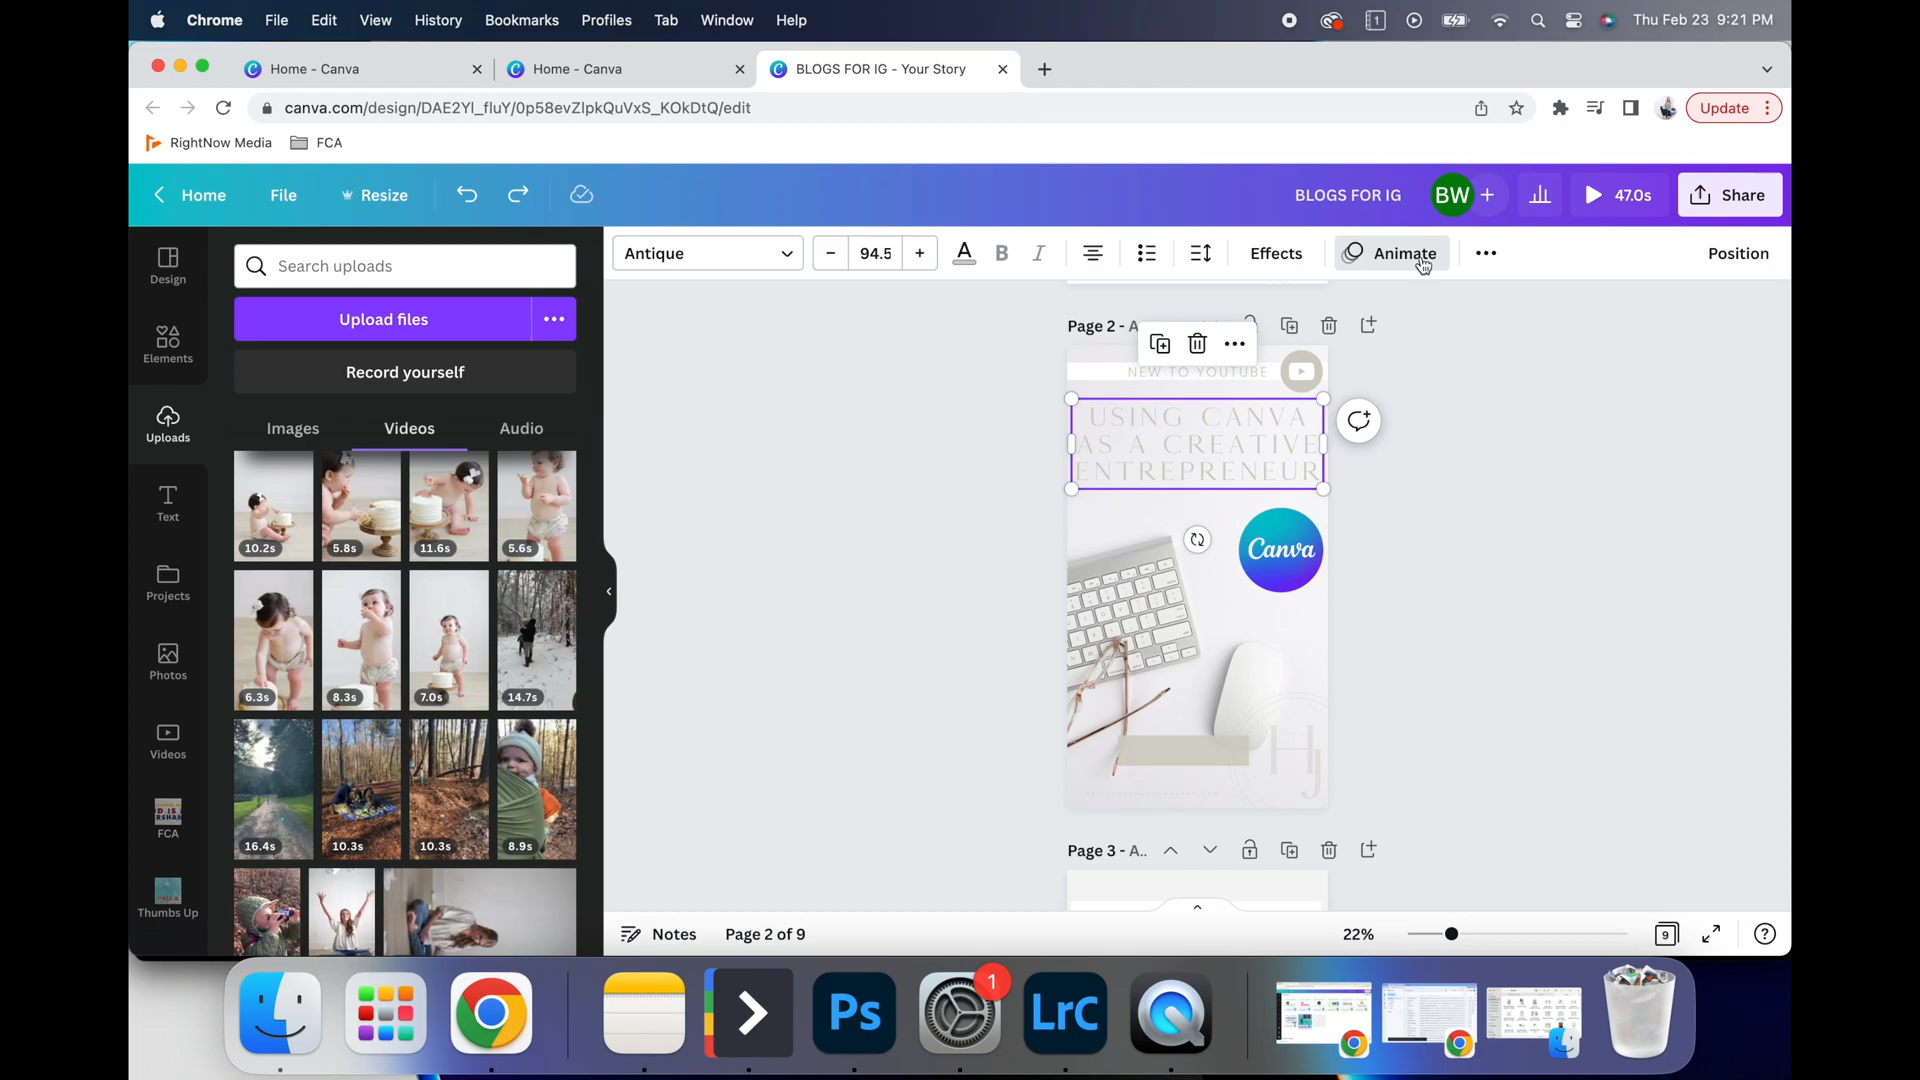 Chrome File Edit View History Bookmarks Profiles Tab Window Help
1
Thu Feb 23 9:21 PM
Home - Canva
Home - Canva
BLOGS FOR IG - Your Story
canva.com/design/DAE2YI_fluY/0p58evZlpkQuVxS_KOkDtQ/edit
Update
RightNow Media FCA
Home File Resize
BLOGS FOR IG BW + 47.0s Share
Antique
– 94.5 +
A B I
Effects Animate
Position
Design
Elements
Uploads
Text
Projects
Photos
Videos
FCA
Thumbs Up
Search uploads
Upload files
Record yourself
Images Videos Audio
10.2s 5.8s 11.6s 5.6s
6.3s 8.3s 7.0s 14.7s
16.4s 10.3s 10.3s 8.9s
Page 2 - A
NEW TO YOUTUBE
USING CANVA
AS A CREATIVE
ENTREPRENEUR
Canva
HJ
Page 3 - A..
Notes Page 2 of 9
22%
9
?
Ps
1
LrC